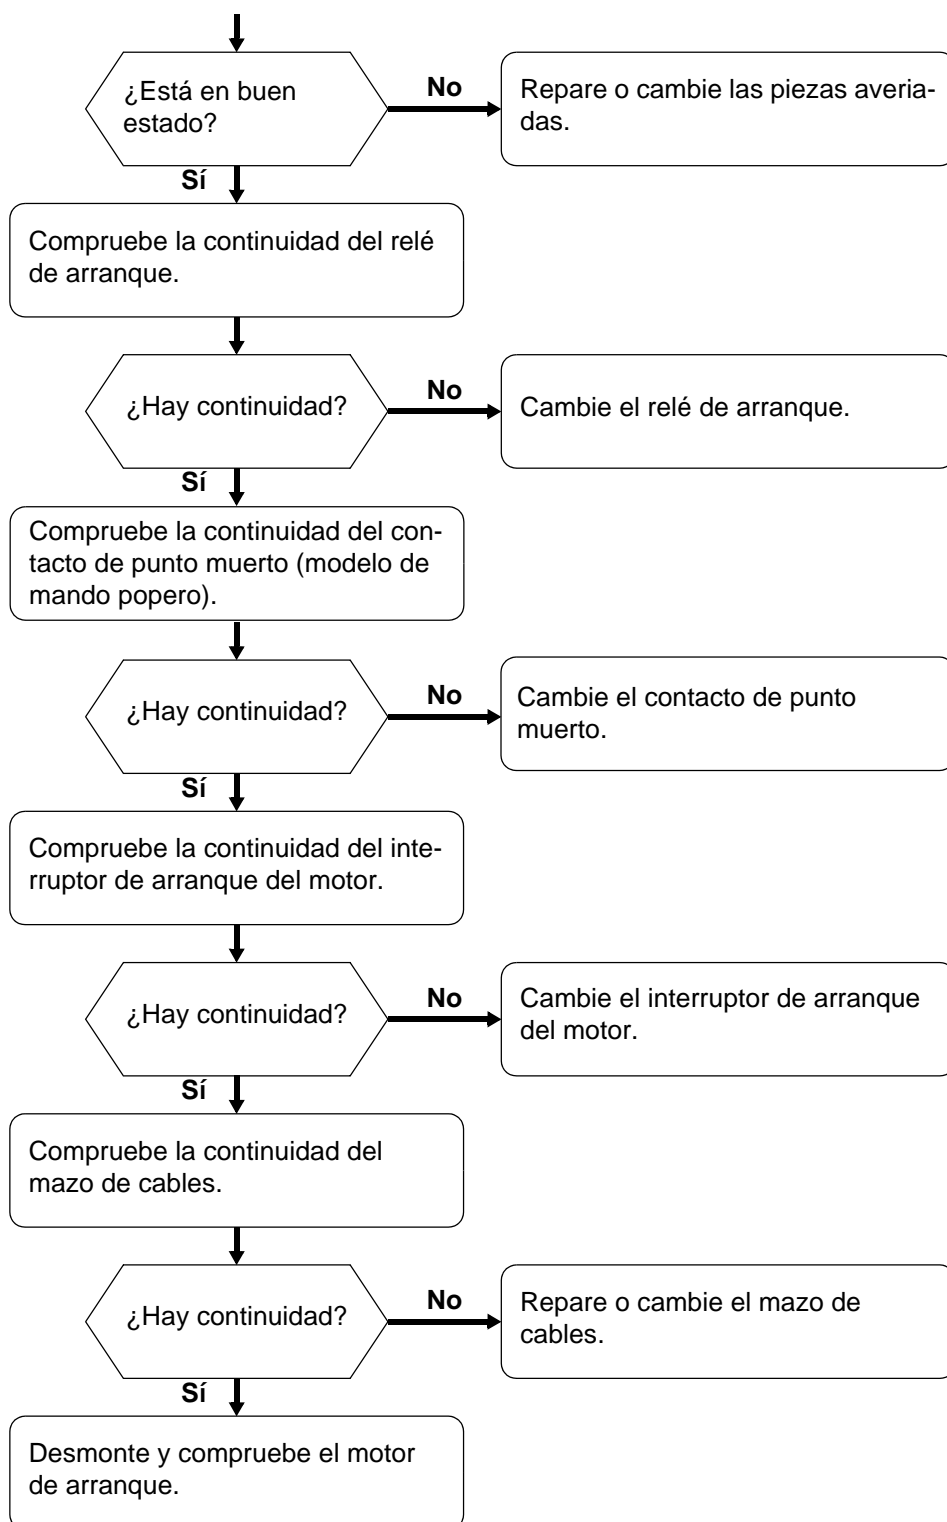 ¿Está en buen
estado?
No
Repare o cambie las piezas averia-
das.
Sí
Compruebe la continuidad del relé
de arranque.
¿Hay continuidad?
No
Cambie el relé de arranque.
Sí
Compruebe la continuidad del con-
tacto de punto muerto (modelo de
mando popero).
¿Hay continuidad?
No
Cambie el contacto de punto
muerto.
Sí
Compruebe la continuidad del inte-
rruptor de arranque del motor.
¿Hay continuidad?
No
Cambie el interruptor de arranque
del motor.
Sí
Compruebe la continuidad del
mazo de cables.
¿Hay continuidad?
No
Repare o cambie el mazo de
cables.
Sí
Desmonte y compruebe el motor
de arranque.